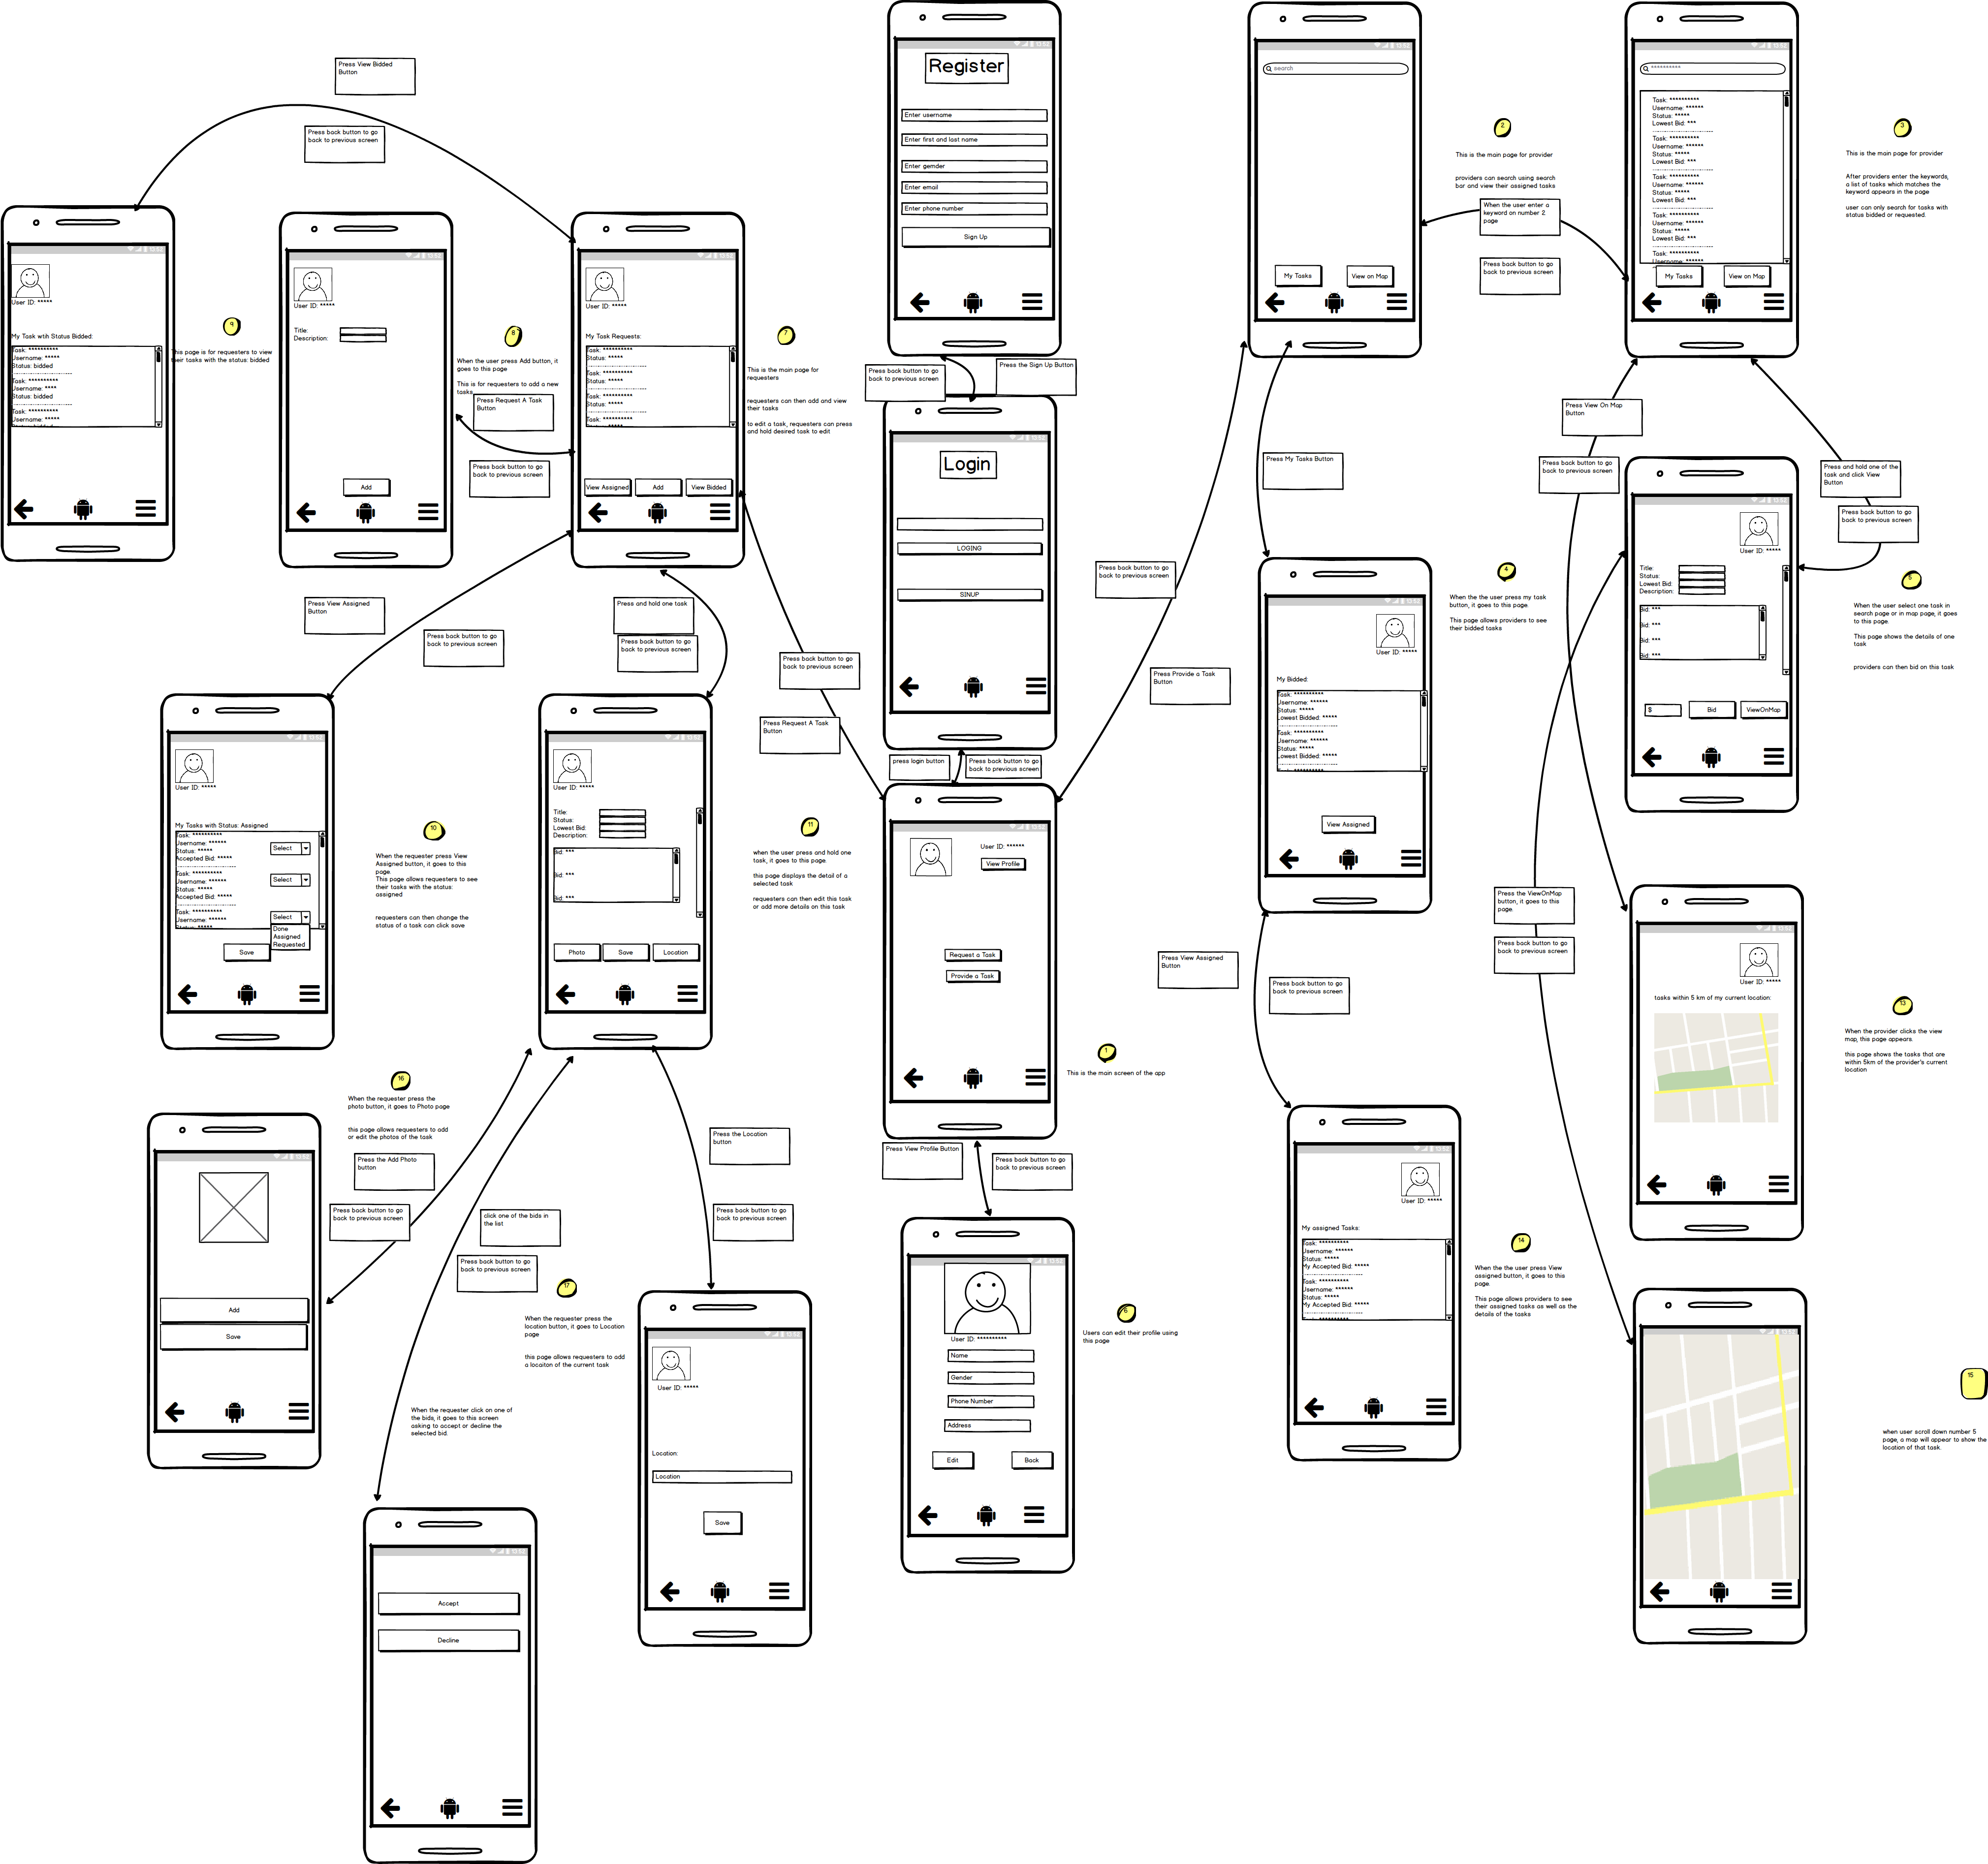 Press View Bidded
Button
Press back button to go
back to previous screen
User ID: *****
My Task wtih Status Bidded:
Task: **********
Username: *****
Status: bidded
Task: **********
Username: ****
Status: bidded
Task: **********
9
This page is for requesters to view
their tasks with the status: bidded
User ID: *****
Title:
Description:
Add
8
When the user press Add button, it
goes to this page
This is for requesters to add a new
tasks
Press Request A Task
Button
Press back button to go
back to previous screen
User ID: *****
My Task Requests:
Task: **********
Status: *****
Task: **********
Status: *****
Task: **********
Status: *****
Task: **********
View Assigned
Add
View Bidded
7
This is the main page for
requesters
requesters can then add and view
their tasks
to edit a task, requesters can press
and hold desired task to edit
Register
Enter username
Enter first and last name
Enter gemder
Enter email
Enter phone number
Sign Up
Press back button to go
back to previous screen
Press the Sign Up Button
Login
LOGING
SINUP
press login button
Press back button to go
back to previous screen
search
My Tasks
View on Map
2
This is the main page for provider
providers can search using search
bar and view their assigned tasks
When the user enter a
keyword on number 2
page
Press back button to go
back to previous screen
**********
Task: **********
Username: ******
Status: *****
Lowest Bid: ***
Task: **********
Username: ******
Status: *****
Lowest Bid: ***
Task: **********
Username: ******
Status: *****
Lowest Bid: ***
Task: **********
Username: ******
Status: *****
Lowest Bid: ***
Task: **********
Username: ******
My Tasks
View on Map
3
This is the main page for provider
After providers enter the keywords,
a list of tasks which matches the
keyword appears in the page
user can only search for tasks with
status bidded or requested.
Press View On Map
Button
Press back button to go
back to previous screen
Press and hold one of the
task and click View
Button
Press back button to go
back to previous screen
Press My Tasks Button
Press back button to go
back to previous screen
Press Provide a Task
Button
User ID: *****
Title:
Status:
Lowest Bid:
Description:
Bid: ***
Bid: ***
Bid: ***
Bid: ***
$
Bid
ViewOnMap
5
When the user select one task in
search page or in map page, it goes
to this page.
This page shows the details of one
task
providers can then bid on this task
4
When the the user press my task
button, it goes to this page.
This page allows providers to see
their bidded tasks
User ID: *****
My Bidded:
Task: **********
Username: ******
Status: *****
Lowest Bidded: *****
Task: **********
Username: ******
Status: *****
Lowest Bidded: *****
View Assigned
Press View Assigned
Button
Press back button to go
back to previous screen
Press and hold one task
Press back button to go
back to previous screen
Press back button to go
back to previous screen
Press Request A Task
Button
Press View Assigned
Button
Press back button to go
back to previous screen
User ID: *****
My Tasks with Status: Assigned
Task: **********
Username: ******
Status: *****
Accepted Bid: ******
Select
Task: **********
Username: ******
Status: *****
Accepted Bid: ******
Select
Task: **********
Username: ******
Status: *****
Select
Done
Assigned
Requested
Save
10
When the requester press View
Assigned button, it goes to this
page.
This page allows requesters to see
their tasks with the status:
assigned
requesters can then change the
status of a task can click save
User ID: *****
Title:
Status:
Lowest Bid:
Description:
Bid: ***
Bid: ***
Bid: ***
Photo
Save
Location
11
when the user press and hold one
task, it goes to this page.
this page displays the detail of a
selected task
requesters can then edit this task
or add more details on this task
User ID: ******
View Profile
Request a Task
Provide a Task
1
This is the main screen of the app
Press View Profile Button
Press back button to go
back to previous screen
Press the ViewOnMap
button, it goes to this
page.
Press back button to go
back to previous screen
User ID: *****
tasks within 5 km of my current location:
13
When the provider clicks the view
map, this page appears.
this page shows the tasks that are
within 5km of the provider's current
location
16
When the requester press the
photo button, it goes to Photo page
this page allows requesters to add
or edit the photos of the task
Press the Add Photo
button
Press back button to go
back to previous screen
Add
Save
click one of the bids in
the list
Press back button to go
back to previous screen
17
When the requester press the
location button, it goes to Location
page
this page allows requesters to add
a locaiton of the current task
When the requester click on one of
the bids, it goes to this screen
asking to accept or decline the
selected bid.
Accept
Decline
Press the Location
button
Press back button to go
back to previous screen
User ID: *****
Location:
Location
Save
User ID: **********
Name
Gender
Phone Number
Address
Edit
Back
6
Users can edit their profile using
this page
User ID: *****
My assigned Tasks:
Task: **********
Username: ******
Status: *****
My Accepted Bid: *****
Task: **********
Username: ******
Status: *****
My Accepted Bid: *****
14
When the the user press View
assigned button, it goes to this
page
This page allows providers to see
their assigned tasks as well as the
details of the tasks
15
when user scroll down number 5
page, a map will appear to show the
location of that task.